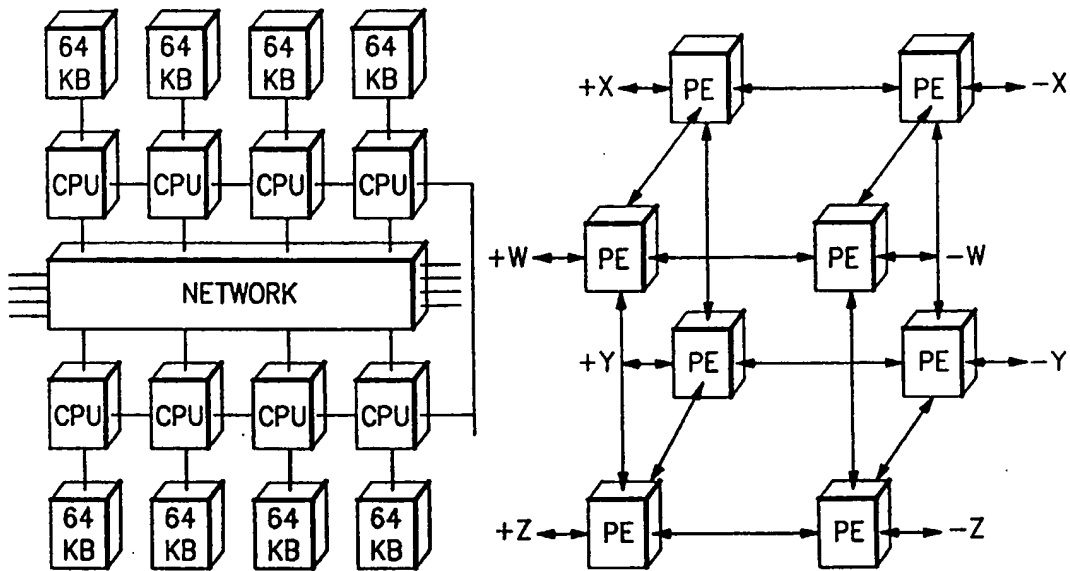 64 KB
64 KB
64 KB
64 KB
CPU
CPU
CPU
CPU
NETWORK
CPU
CPU
CPU
CPU
64 KB
64 KB
64 KB
64 KB
+X
PE
PE
-X
+W
PE
PE
-W
+Y
PE
PE
-Y
+Z
PE
PE
-Z